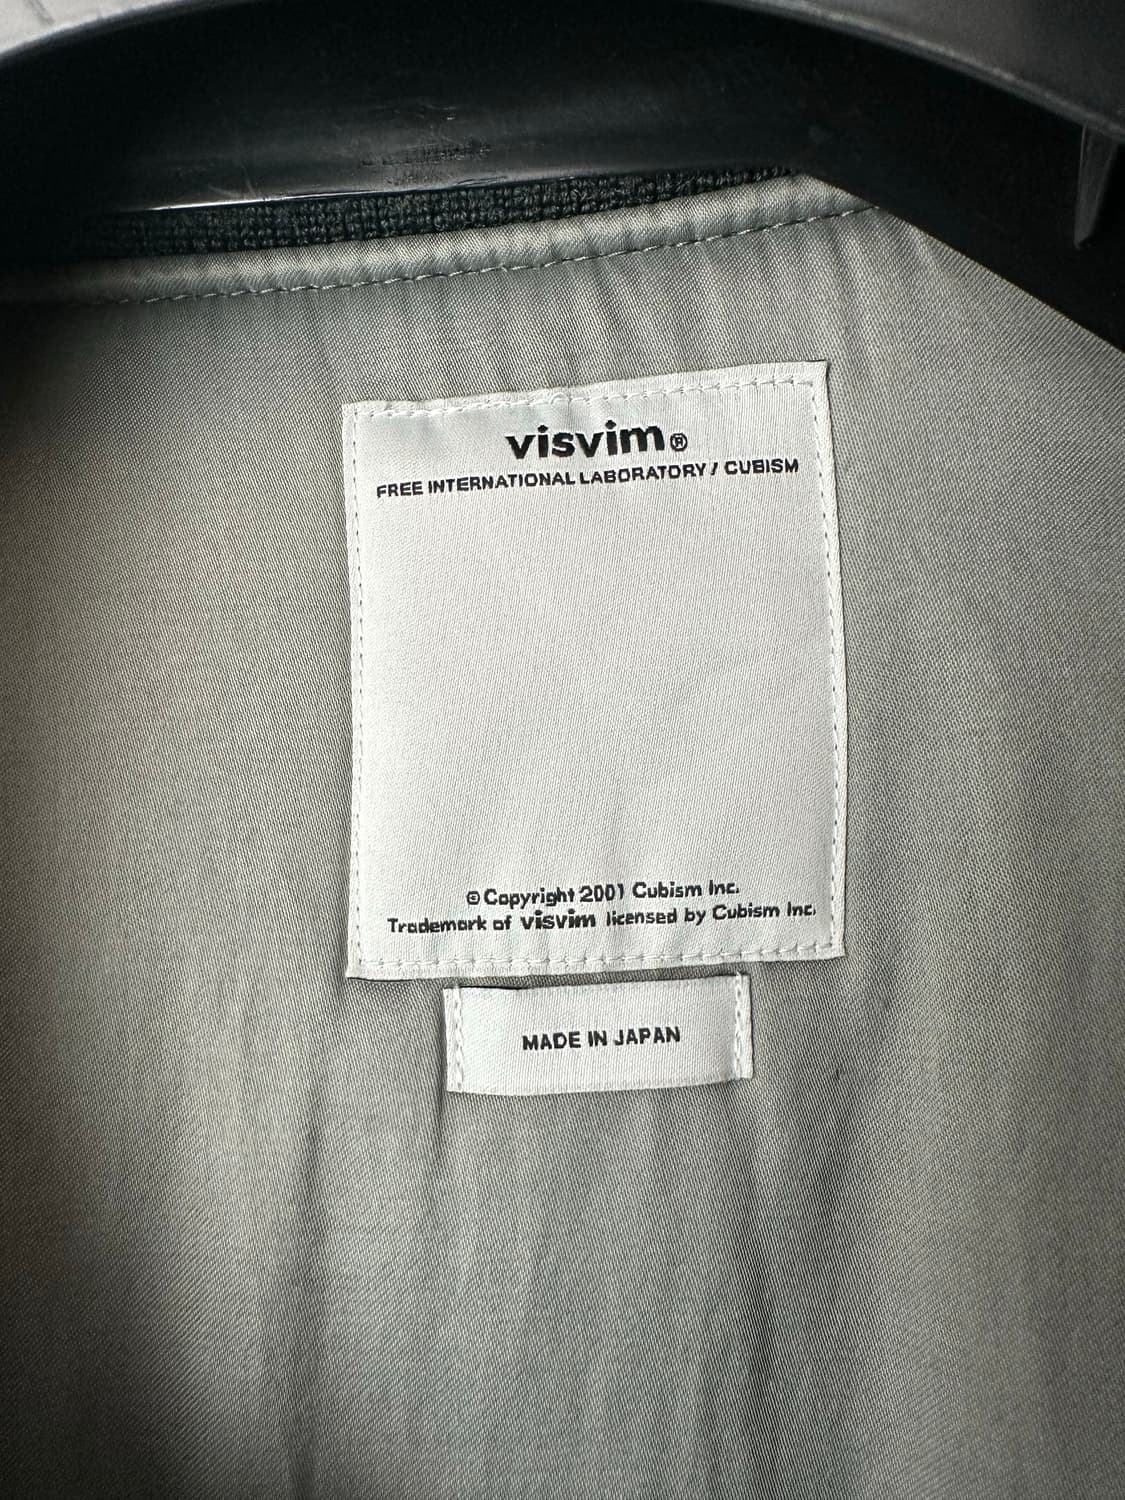 visvim®
FREE INTERNATIONAL LABORATORY / CUBISM
© Copyright 2001 Cubism Inc.
Trademark of visvim licensed by Cubism Inc.
MADE IN JAPAN